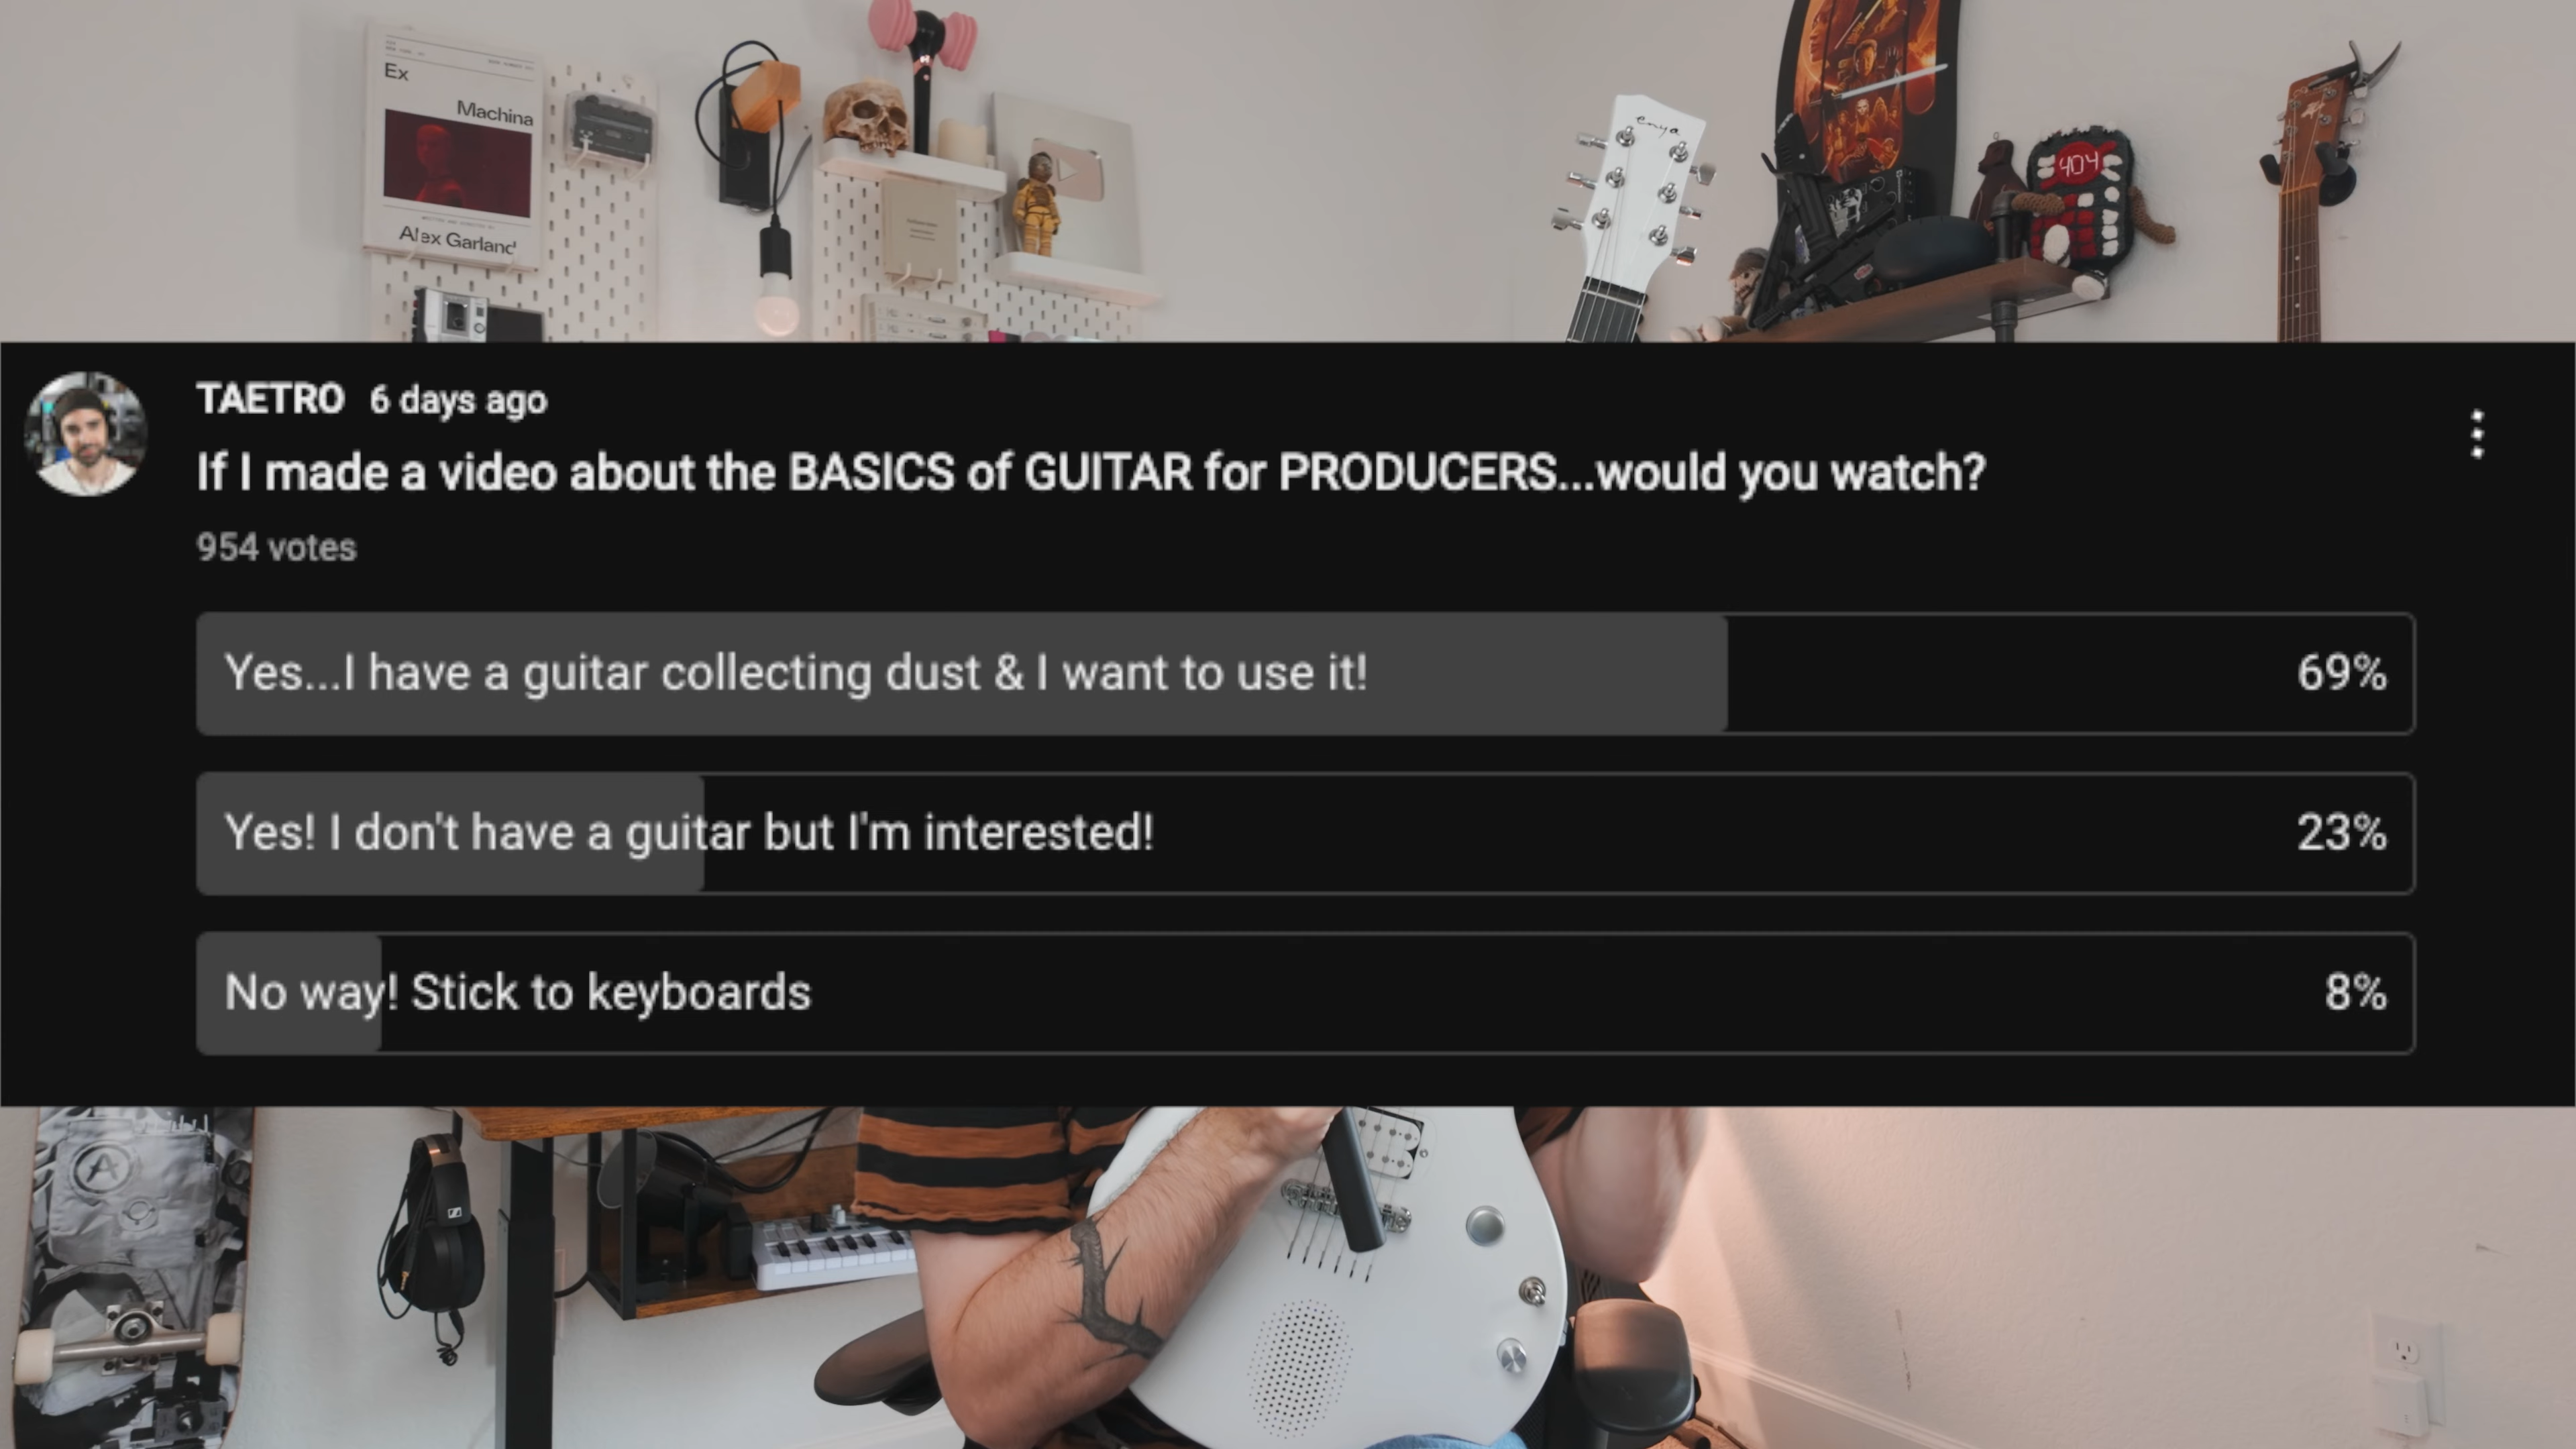 Ex
Machina
Alex Garland
enya
404
TAETRO 6 days ago
If I made a video about the BASICS of GUITAR for PRODUCERS...would you watch?
954 votes
Yes...I have a guitar collecting dust & I want to use it! 69%
Yes! I don't have a guitar but I'm interested! 23%
No way! Stick to keyboards 8%
A